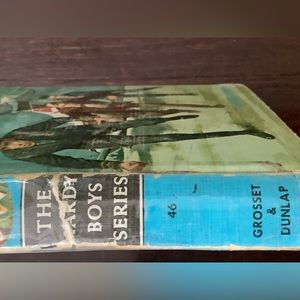 THE
HARDY
BOYS
SERIES
46
GROSSET
&
DUNLAP